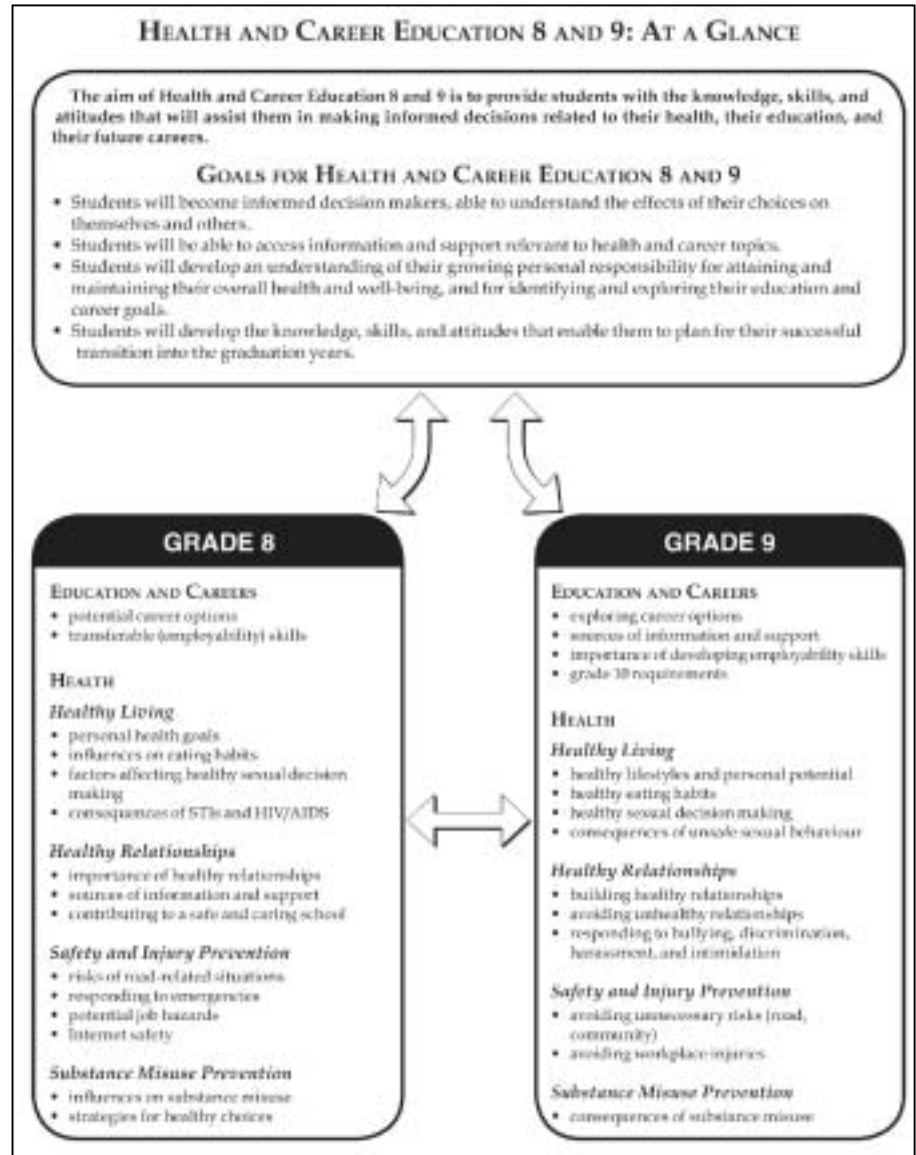 HEALTH AND CAREER EDUCATION 8 AND 9: AT A GLANCE
The aim of Health and Career Education 8 and 9 is to provide students with the knowledge, skills, and
attitudes that will assist them in making informed decisions related to their health, their education, and
their future careers.
GOALS FOR HEALTH AND CAREER EDUCATION 8 AND 9
• Students will become informed decision makers, able to understand the effects of their choices on
themselves and others.
• Students will be able to access information and support relevant to health and career topics.
• Students will develop an understanding of their growing personal responsibility for attaining and
maintaining their overall health and well-being, and for identifying and exploring their education and
career goals.
• Students will develop the knowledge, skills, and attitudes that enable them to plan for their successful
transition into the graduation years.
GRADE 8
EDUCATION AND CAREERS
• potential career options
• transferable (employability) skills
HEALTH
Healthy Living
• personal health goals
• influences on eating habits
• factors affecting healthy sexual decision
making
• consequences of STIs and HIV/AIDS
Healthy Relationships
• importance of healthy relationships
• sources of information and support
• contributing to a safe and caring school
Safety and Injury Prevention
• risks of road-related situations
• responding to emergencies
• potential job hazards
• Internet safety
Substance Misuse Prevention
• influences on substance misuse
• strategies for healthy choices
GRADE 9
EDUCATION AND CAREERS
• exploring career options
• sources of information and support
• importance of developing employability skills
• grade 10 requirements
HEALTH
Healthy Living
• healthy lifestyles and personal potential
• healthy eating habits
• healthy sexual decision making
• consequences of unsafe sexual behaviour
Healthy Relationships
• building healthy relationships
• avoiding unhealthy relationships
• responding to bullying, discrimination,
harassment, and intimidation
Safety and Injury Prevention
• avoiding unnecessary risks (road,
community)
• avoiding workplace injuries
Substance Misuse Prevention
• consequences of substance misuse